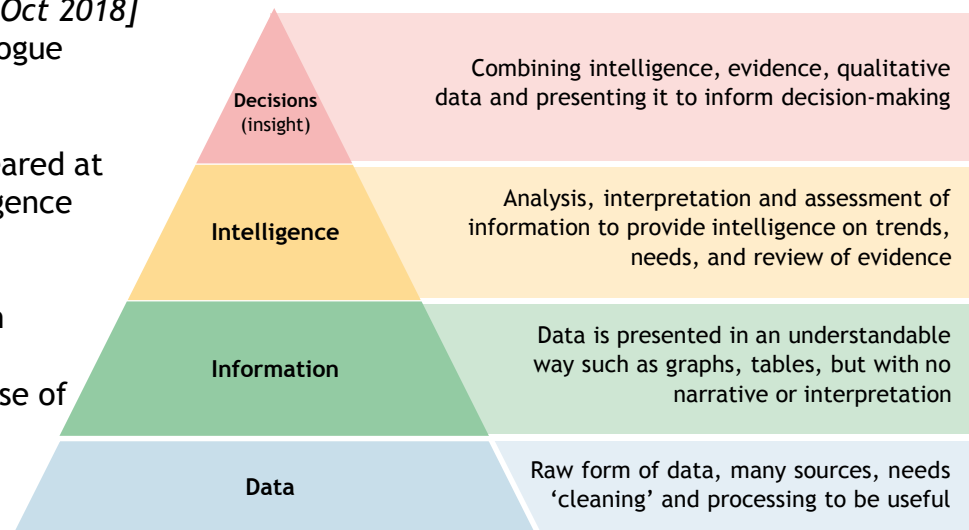 Oct 2018]
ogue
ared at
gence
n
se of
Decisions
(insight)
Combining intelligence, evidence, qualitative
data and presenting it to inform decision-making
Intelligence
Analysis, interpretation and assessment of
information to provide intelligence on trends,
needs, and review of evidence
Information
Data is presented in an understandable
way such as graphs, tables, but with no
narrative or interpretation
Data
Raw form of data, many sources, needs
‘cleaning’ and processing to be useful